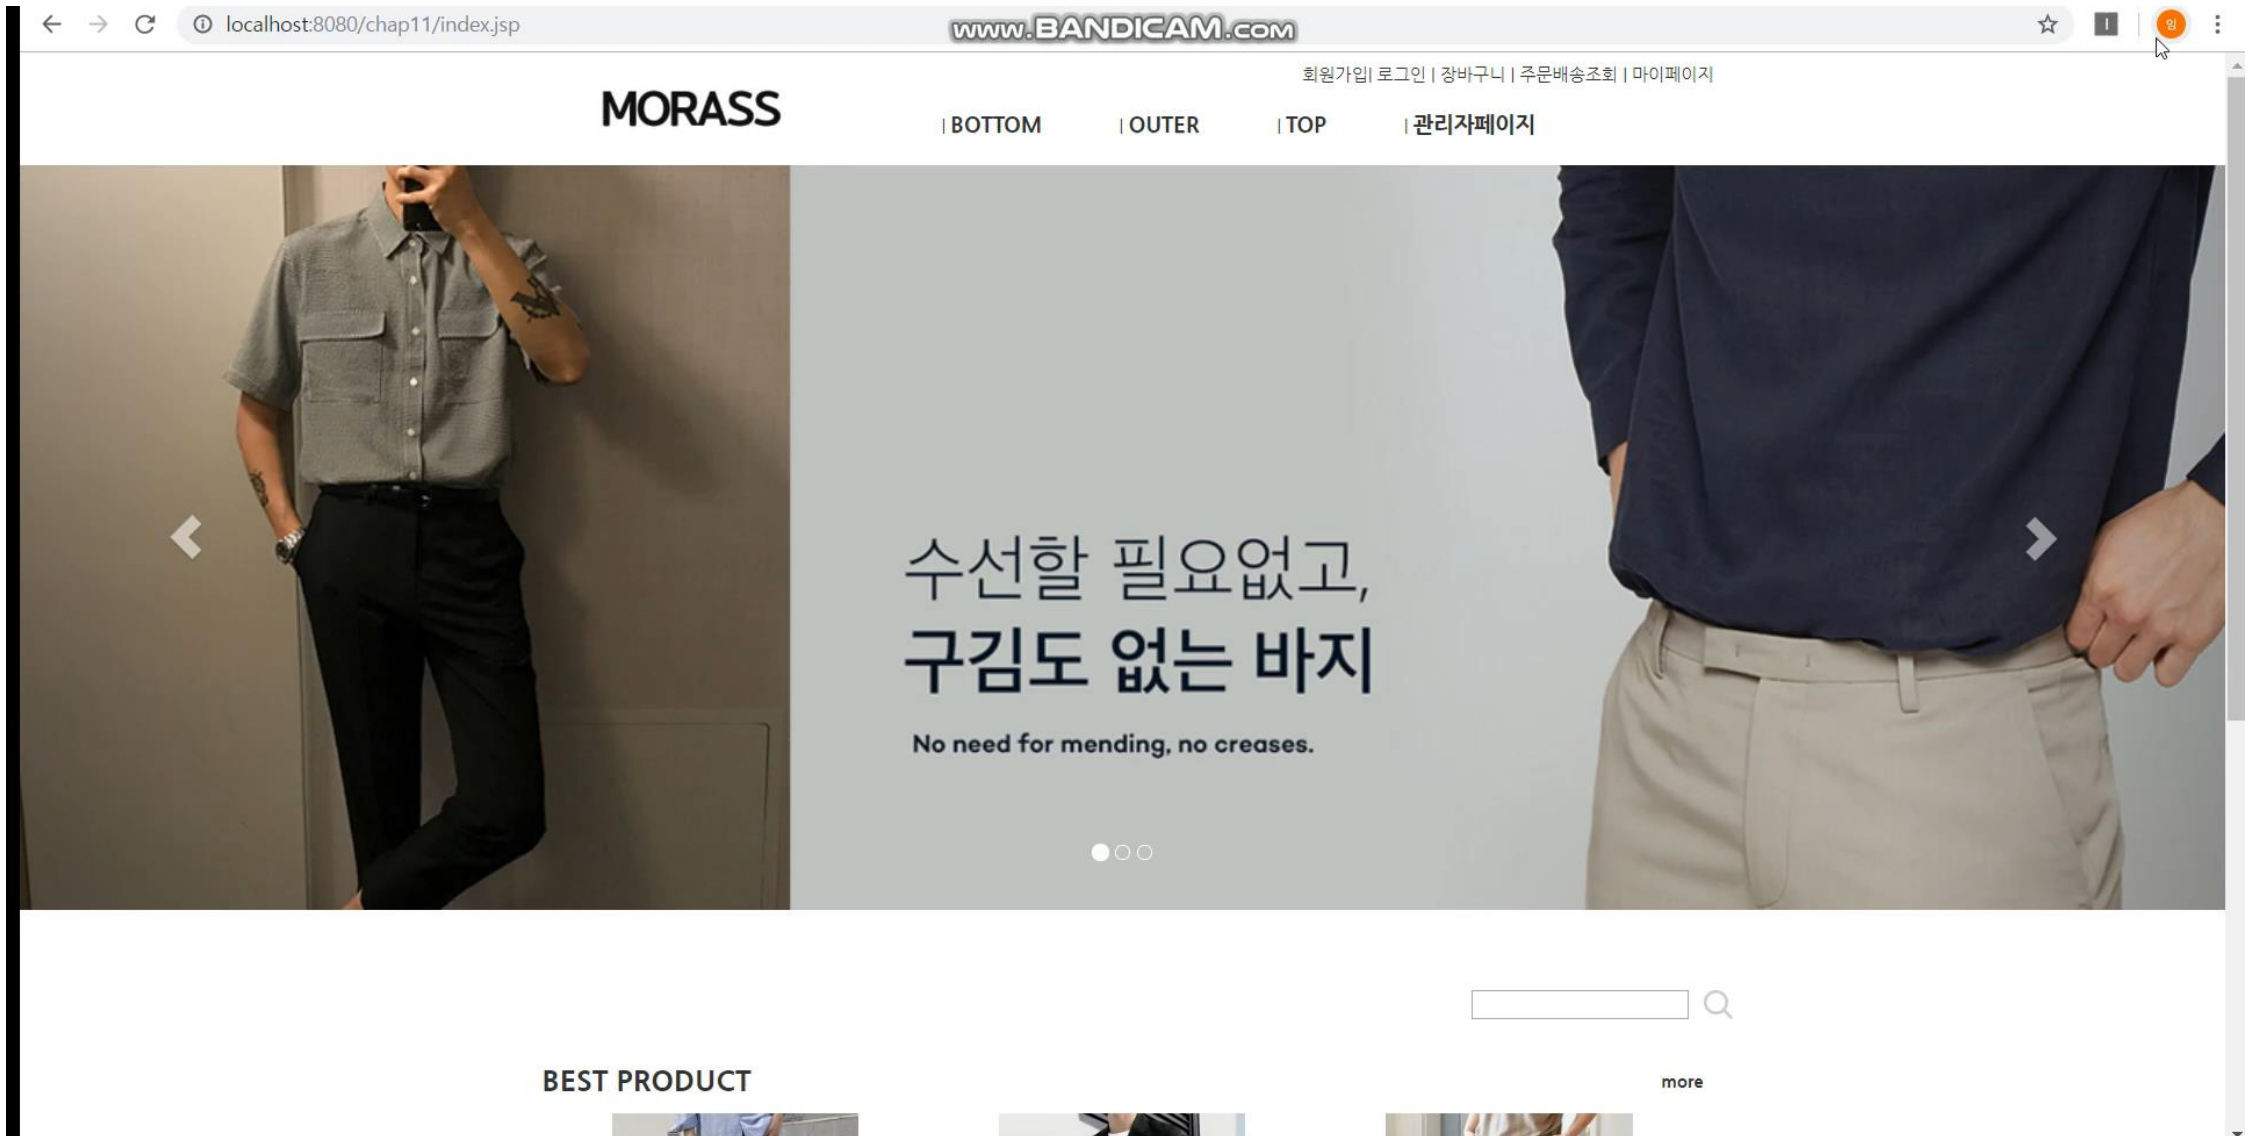 localhost:8080/chap11/index.jsp
www.BANDICAM.com
I
잉
회원가입| 로그인 | 장바구니 | 주문배송조회 | 마이페이지
MORASS
| BOTTOM | OUTER | TOP | 관리자페이지
수선할 필요없고,
구김도 없는 바지
No need for mending, no creases.
BEST PRODUCT
more